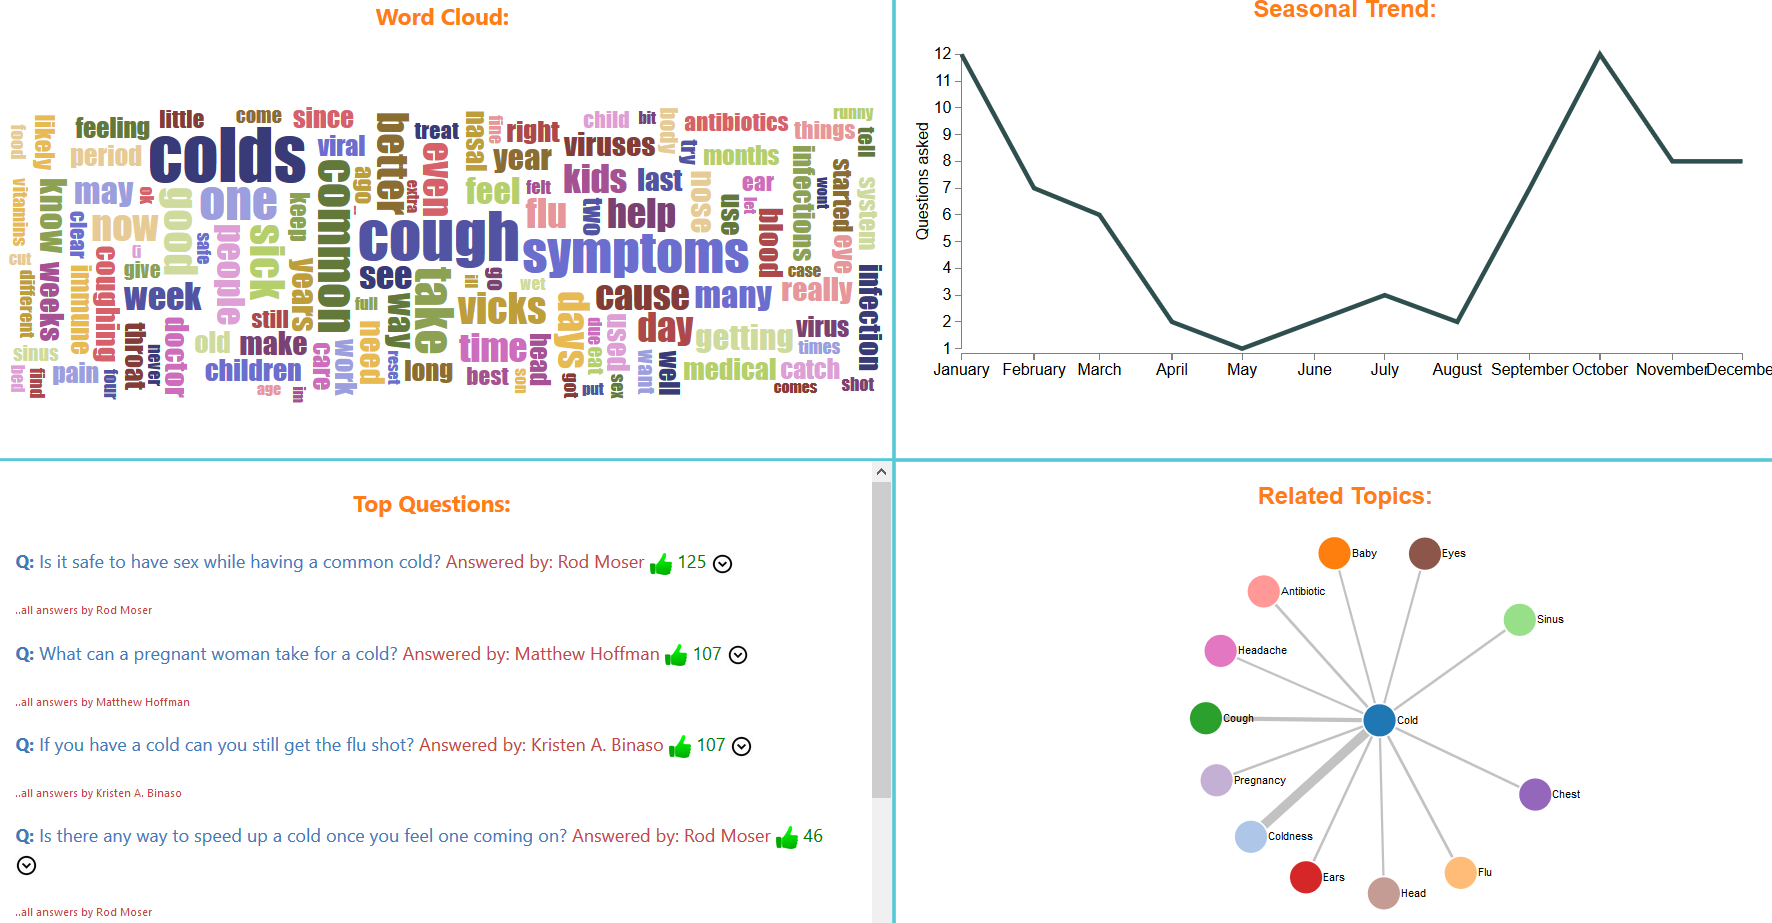 Word Cloud:
food
likely
feeling
little
come
since
better
treat
nasal
fine
right
child
bit
body
antibiotics
things
runny
tell
period
colds
viral
common
ago
even
year
viruses
try
months
infections
started
system
vitamins
know
may
ok
good
one
keep
extra
feel
felt
kids
last
nose
use
ear
let
wont
clear
now
safe
people
sick
cough
flu
two
help
blood
eye
cut
coughing
give
years
see
take
go
ill
wet
symptoms
case
infection
different
weeks
immune
week
full
way
vicks
days
cause
many
really
throat
doctor
still
need
due
used
day
getting
virus
sinus
never
old
make
care
work
reset
time
head
eat
want
well
times
bed
find
pain
four
children
age
im
long
best
son
got
put
sex
medical
catch
comes
shot
Seasonal Trend:
12
11
10
9
8
7
6
5
4
3
2
1
Questions asked
January February March April May June July August September October November December
Top Questions:
Q: Is it safe to have sex while having a common cold? Answered by: Rod Moser 125
..all answers by Rod Moser
Q: What can a pregnant woman take for a cold? Answered by: Matthew Hoffman 107
..all answers by Matthew Hoffman
Q: If you have a cold can you still get the flu shot? Answered by: Kristen A. Binaso 107
..all answers by Kristen A. Binaso
Q: Is there any way to speed up a cold once you feel one coming on? Answered by: Rod Moser 46
..all answers by Rod Moser
Related Topics:
Baby
Eyes
Antibiotic
Sinus
Headache
Cough
Cold
Pregnancy
Chest
Coldness
Ears
Flu
Head